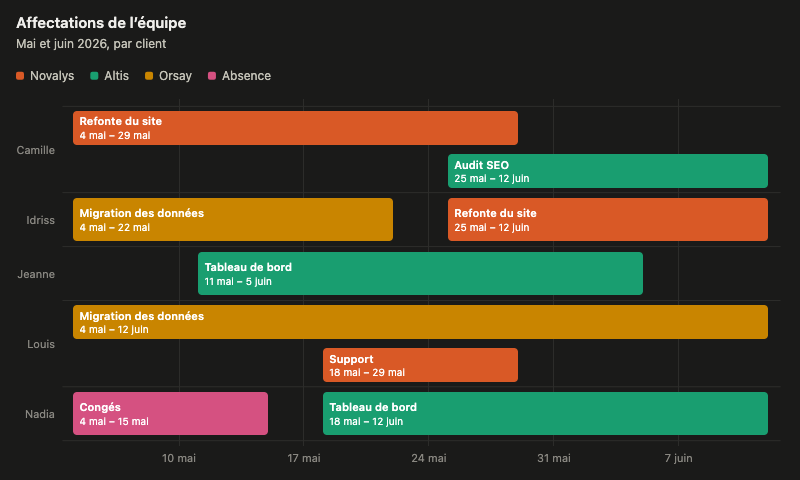 Affectations de l’équipe
Mai et juin 2026, par client
Novalys Altis Orsay Absence
Camille
Refonte du site
4 mai – 29 mai
Audit SEO
25 mai – 12 juin
Idriss
Migration des données
4 mai – 22 mai
Refonte du site
25 mai – 12 juin
Jeanne
Tableau de bord
11 mai – 5 juin
Louis
Migration des données
4 mai – 12 juin
Support
18 mai – 29 mai
Nadia
Congés
4 mai – 15 mai
Tableau de bord
18 mai – 12 juin
10 mai 17 mai 24 mai 31 mai 7 juin